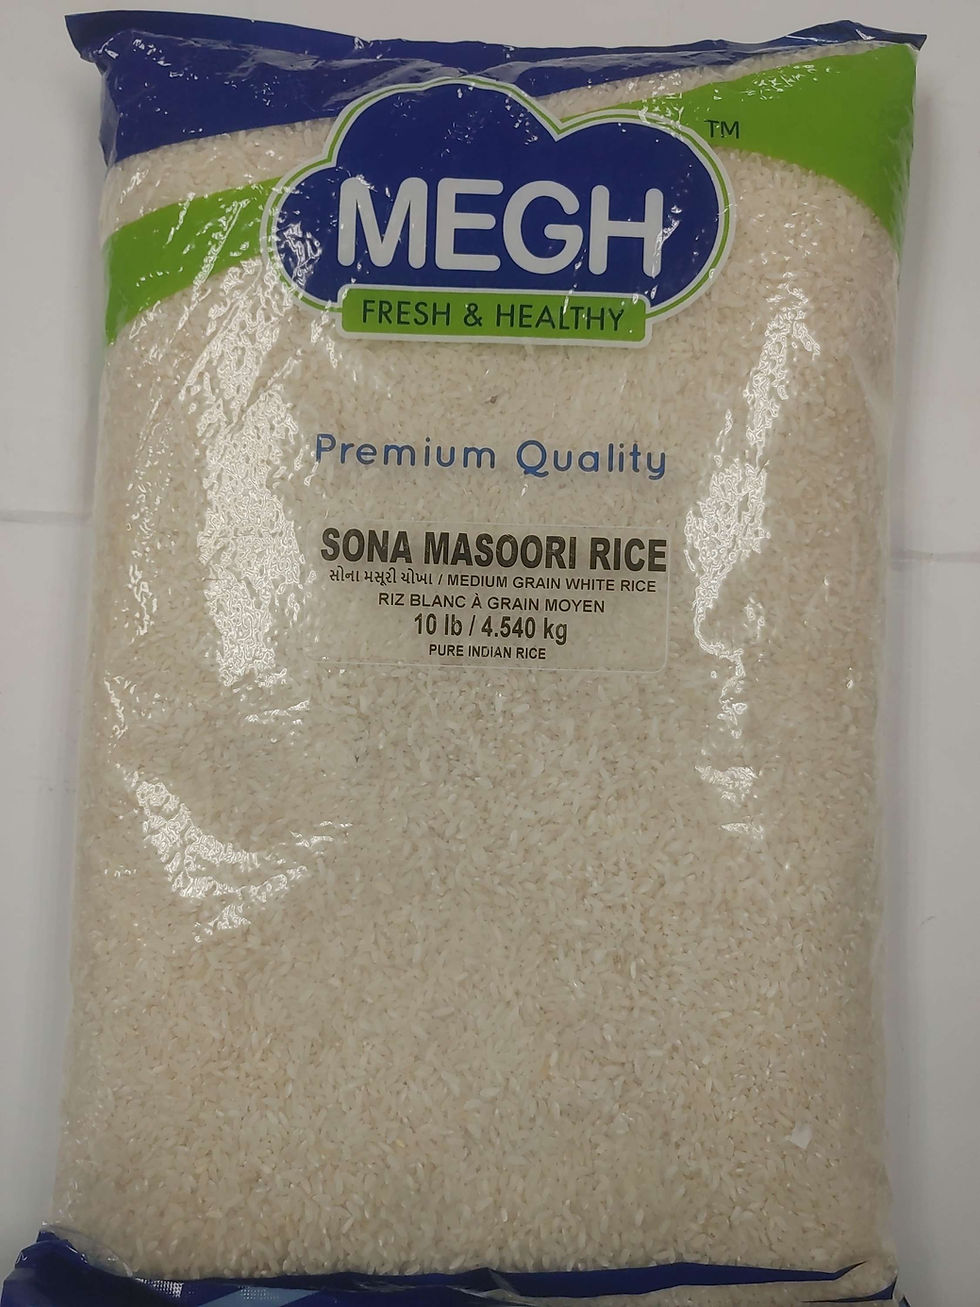 MEGH
TM
FRESH & HEALTHY
Premium Quality
SONA MASOORI RICE
સોના મસૂરી ચોખા / MEDIUM GRAIN WHITE RICE
RIZ BLANC À GRAIN MOYEN
10 lb / 4.540 kg
PURE INDIAN RICE